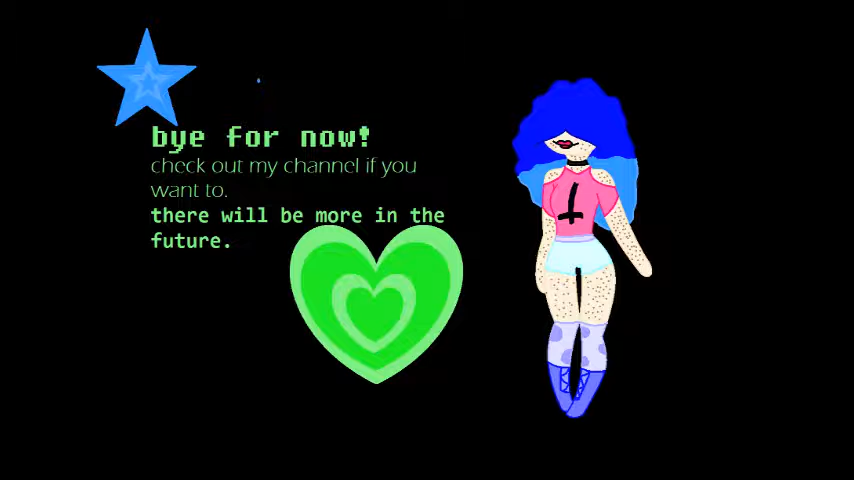 bye for now!
check out my channel if you
want to.
there will be more in the
future.